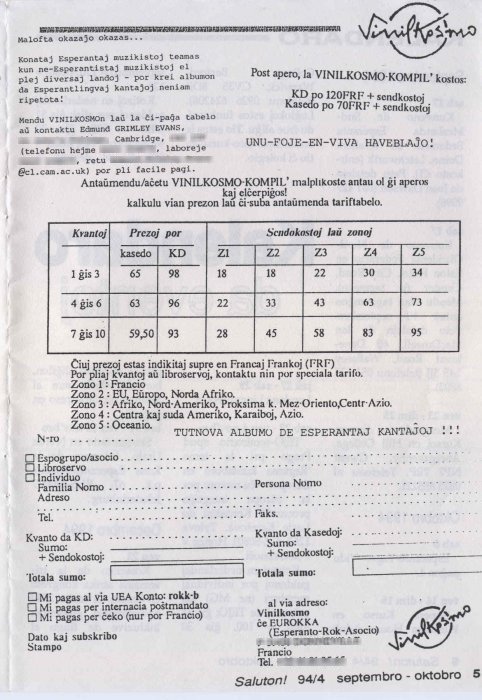 Vinilkosmo
Malofta okazaĵo okazas...
Konataj Esperantaj muzikistoj teamas
kun ne-Esperantistaj muzikistoj el
plej diversaj landoj - por krei albumon
da Esperantlingvaj kantaĵoj neniam
ripetota!
Mendu VINILKOSMOn laŭ la ĉi-paĝa tabelo
aŭ kontaktu Edmund GRIMLEY EVANS,
Cambridge,
(telefonu hejme , laboreje
, retu
@cl.cam.ac.uk) por pli facile pagi.
Post apero, la VINILKOSMO-KOMPIL' kostos:
KD po 120FRF + sendkostoj
Kasedo po 70FRF + sendkostoj
UNU-FOJE-EN-VIVA HAVEBLAĴO!
Antaŭmendu/aĉetu VINILKOSMO-KOMPIL' malplikoste antau ol ĝi aperos
kaj elĉerpiĝos!
kalkulu vian prezon laŭ ĉi-suba antaŭmenda tariftabelo.
Kvantoj Prezoj por Sendokostoj laŭ zonoj
kasedo KD Z1 Z2 Z3 Z4 Z5
1 ĝis 3 65 98 18 18 22 30 34
4 ĝis 6 63 96 22 33 43 63 73
7 ĝis 10 59,50 93 28 45 58 83 95
Ĉiuj prezoj estas indikitaj supre en Francaj Frankoj (FRF)
Por pliaj kvantoj aŭ libroservoj, kontaktu nin por speciala tarifo.
Zono 1 : Francio
Zono 2 : EU, Eŭropo, Norda Afriko.
Zono 3 : Afriko, Nord-Ameriko, Proksima k. Mez-Oriento,Centr-Azio.
Zono 4 : Centra kaj suda Ameriko, Karaiboj, Azio.
Zono 5 : Oceanio.
TUTNOVA ALBUMO DE ESPERANTAJ KANTAĴOJ !!!
N-ro
Espogrupo/asocio
Libroservo
Individuo
Familia Nomo Persona Nomo
Adreso
Tel. Faks.
Kvanto da KD: Kvanto da Kasedoj:
Sumo: Sumo:
+ Sendokostoj: + Sendokostoj:
Totala sumo: Totala sumo:
Mi pagas al via UEA Konto: rokk-b
Mi pagas per internacia poŝtmandato
Mi pagas per ĉeko (nur por Francio)
Dato kaj subskribo
Stampo
al via adreso:
Vinilkosmo
ĉe EUROKKA
(Esperanto-Rok-Asocio)
Francio
Tel.
Vinilkosmo
Saluton! 94/4 septembro - oktobro 5